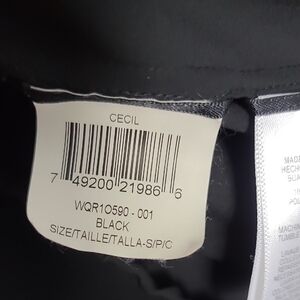 CECIL
7 49200 21986 6
WQR1O590 - 001
BLACK
SIZE/TAILLE/TALLA-S/P/C